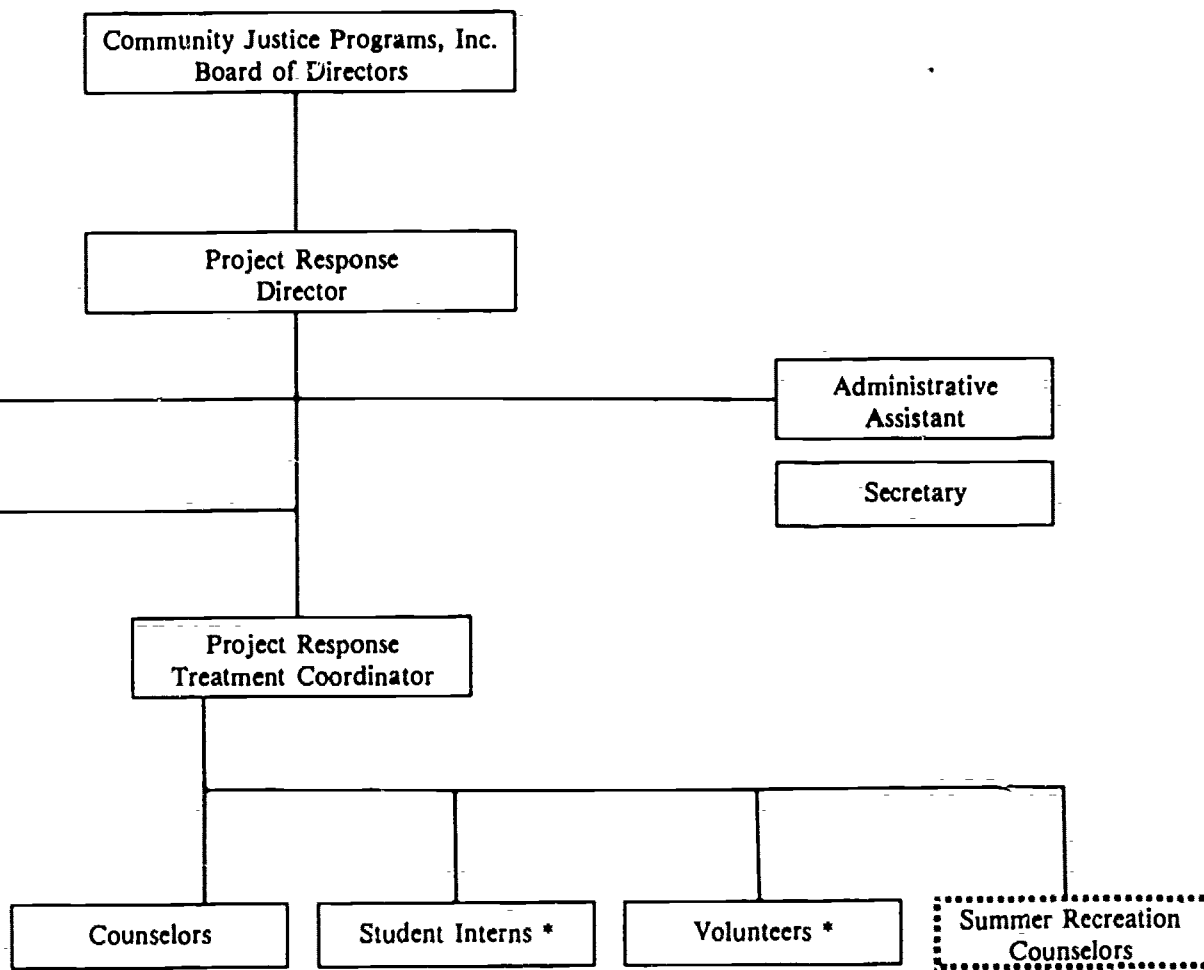 Community Justice Programs, Inc.
Board of Directors
Project Response
Director
Administrative
Assistant
Secretary
Project Response
Treatment Coordinator
Counselors
Student Interns *
Volunteers *
Summer Recreation
Counselors